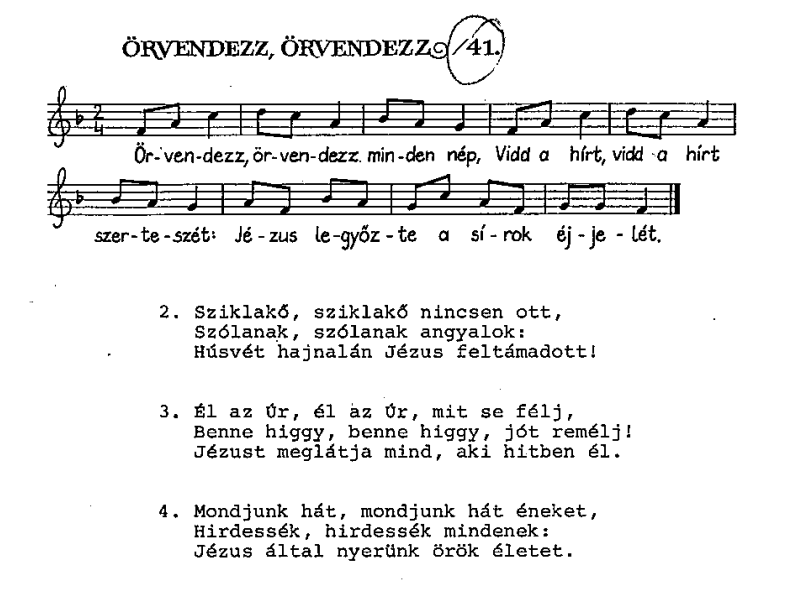 ÖRVENDEZZ, ÖRVENDEZZ 41.
2/4
Ör-ven-dezz, ör-ven-dezz. min-den nép, Vidd a hírt, vidd a hírt
szer-te-szét: Jé-zus le-győz-te a sí-rok éj-je-lét.
2. Sziklakő, sziklakő nincsen ott,
Szólanak, szólanak angyalok:
Húsvét hajnalán Jézus feltámadott!
3. Él az Úr, él az Úr, mit se félj,
Benne higgy, benne higgy, jót remélj!
Jézust meglátja mind, aki hitben él.
4. Mondjunk hát, mondjunk hát éneket,
Hirdessék, hirdessék mindenek:
Jézus által nyerünk örök életet.